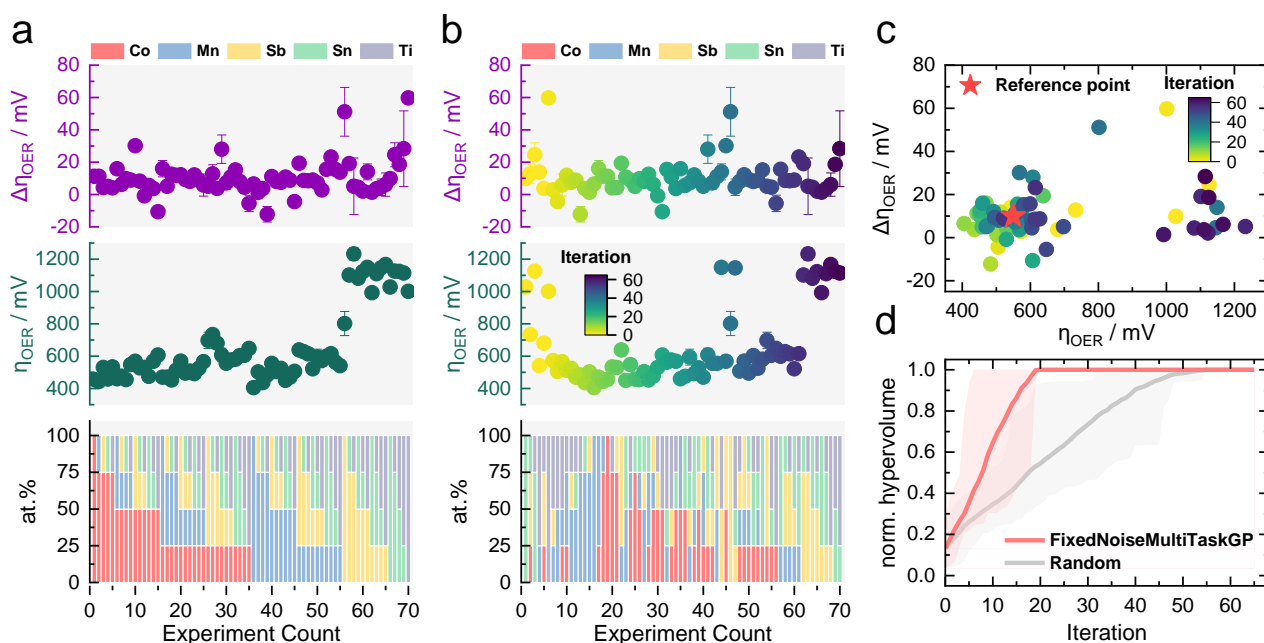 a
Co Mn Sb Sn Ti
Δη_OER / mV
80
60
40
20
0
-20
η_OER / mV
1200
1000
800
600
400
at.%
100
75
50
25
0
0 10 20 30 40 50 60 70
Experiment Count
b
Co Mn Sb Sn Ti
Δη_OER / mV
80
60
40
20
0
-20
η_OER / mV
1200
1000
800
600
400
Iteration
60
40
20
0
at.%
100
75
50
25
0
0 10 20 30 40 50 60 70
Experiment Count
c
Δη_OER / mV
80
60
40
20
0
-20
Reference point
Iteration
60
40
20
0
400 600 800 1000 1200
η_OER / mV
d
norm. hypervolume
1.0
0.8
0.6
0.4
0.2
0.0
FixedNoiseMultiTaskGP
Random
0 10 20 30 40 50 60
Iteration